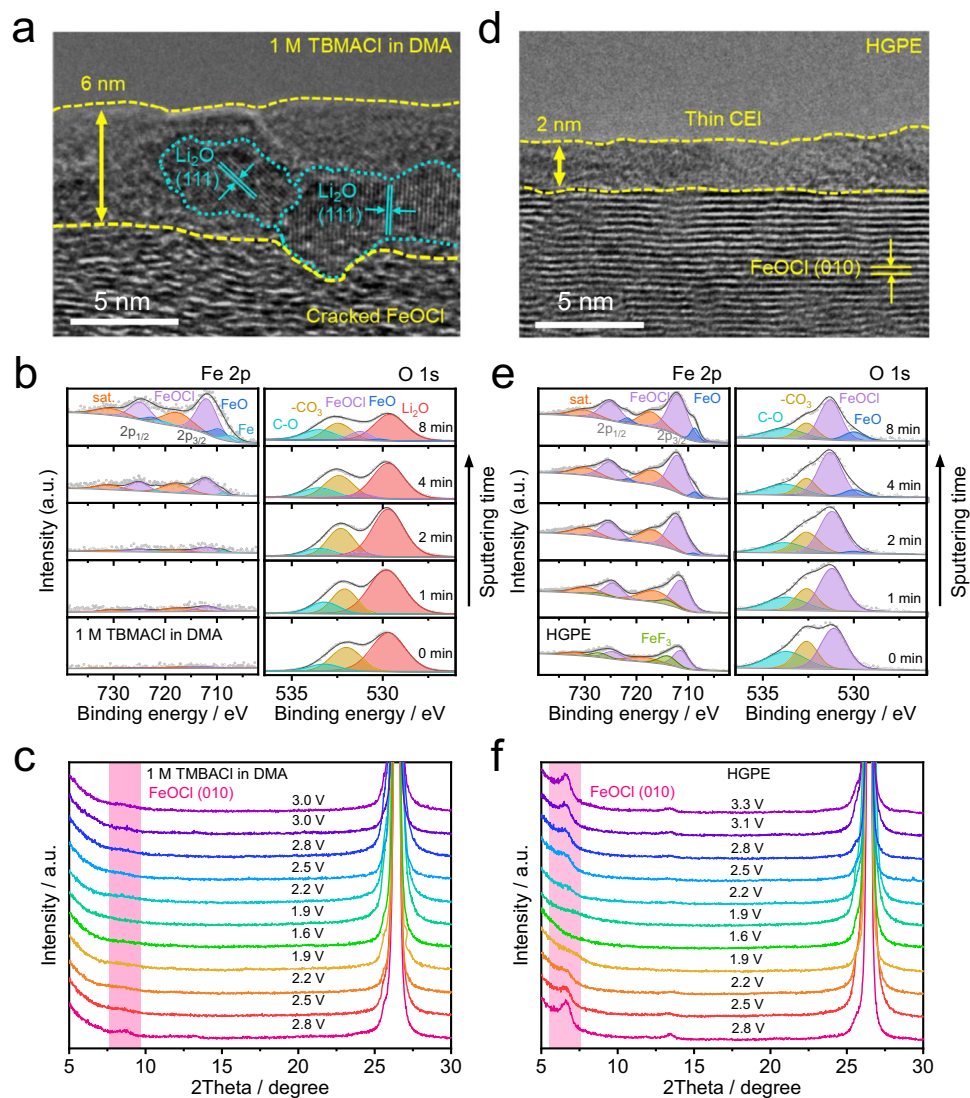 a
1 M TBMACl in DMA
6 nm
Li₂O
(111)
Li₂O
(111)
5 nm
Cracked FeOCl
d
HGPE
Thin CEI
2 nm
FeOCl (010)
5 nm
b
Fe 2p
O 1s
sat.
FeOCl
FeO
Fe
2p₁/₂
2p₃/₂
C-O
-CO₃
FeOCl
FeO
Li₂O
8 min
4 min
2 min
1 min
0 min
1 M TBMACl in DMA
Intensity (a.u.)
Sputtering time
730
720
710
535
530
Binding energy / eV
Binding energy / eV
e
Fe 2p
O 1s
sat.
FeOCl
FeO
2p₁/₂
2p₃/₂
C-O
-CO₃
FeOCl
FeO
8 min
4 min
2 min
1 min
0 min
HGPE
FeF₃
Intensity (a.u.)
Sputtering time
730
720
710
535
530
Binding energy / eV
Binding energy / eV
c
1 M TMBACl in DMA
FeOCl (010)
3.0 V
3.0 V
2.8 V
2.5 V
2.2 V
1.9 V
1.6 V
1.9 V
2.2 V
2.5 V
2.8 V
Intensity / a.u.
5
10
15
20
25
30
2Theta / degree
f
HGPE
FeOCl (010)
3.3 V
3.1 V
2.8 V
2.5 V
2.2 V
1.9 V
1.6 V
1.9 V
2.2 V
2.5 V
2.8 V
Intensity / a.u.
5
10
15
20
25
30
2Theta / degree